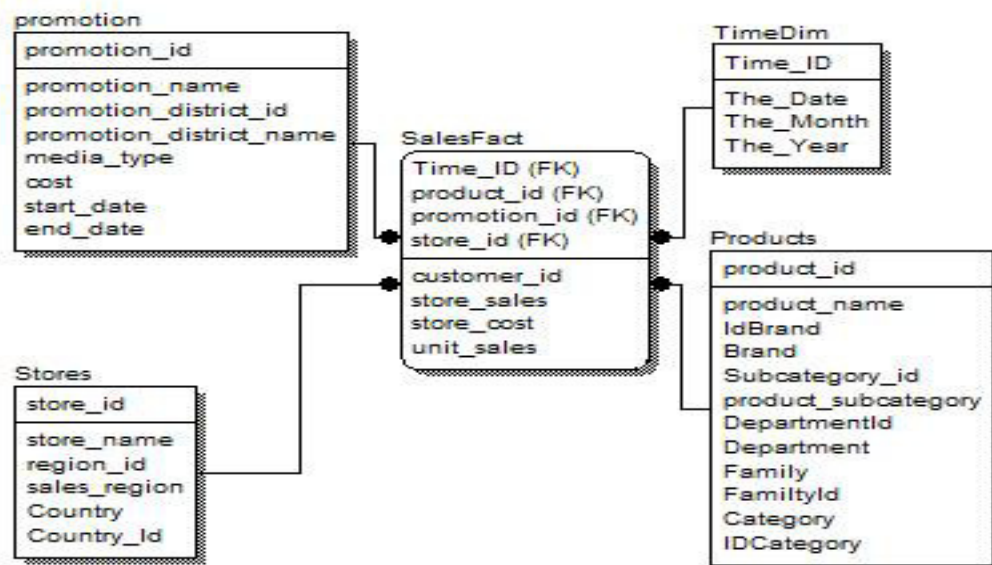 promotion
promotion_id
promotion_name
promotion_district_id
promotion_district_name
media_type
cost
start_date
end_date
TimeDim
Time_ID
The_Date
The_Month
The_Year
SalesFact
Time_ID (FK)
product_id (FK)
promotion_id (FK)
store_id (FK)
customer_id
store_sales
store_cost
unit_sales
Stores
store_id
store_name
region_id
sales_region
Country
Country_Id
Products
product_id
product_name
IdBrand
Brand
Subcategory_id
product_subcategory
DepartmentId
Department
Family
FamiltyId
Category
IDCategory